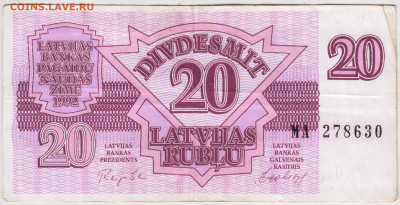 COINS.LAVE.RU
LATVIJAS
BANKAS
PAGAIDU
NAUDAS
ZĪME
1992
DIVDESMIT
20
20
LATVIJAS
RUBĻU
20
MA 278630
LATVIJAS
BANKAS
PREZIDENTS
LATVIJAS
BANKAS
GALVENAIS
KASIERIS